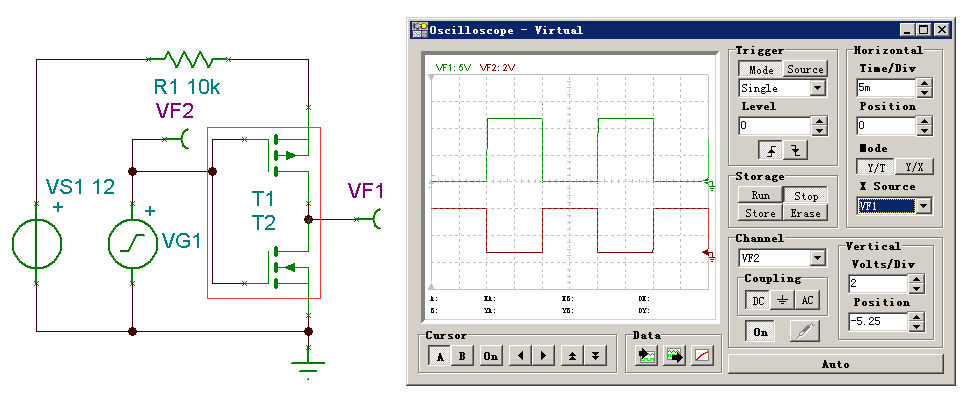 R1 10k
VF2
VS1 12
+
+
VG1
T1
T2
VF1
Oscilloscope - Virtual
VF1: 5V VF2: 2V
A: XA: XB: DX:
B: YA: YB: DY:
Trigger
Mode Source
Single
Level
0
Storage
Run Stop
Store Erase
Horizontal
Time/Div
5m
Position
0
Mode
Y/T Y/X
X Source
VF1
Channel
VF2
Coupling
DC AC
On
Vertical
Volts/Div
2
Position
-5.25
Cursor
A B On
Data
Auto